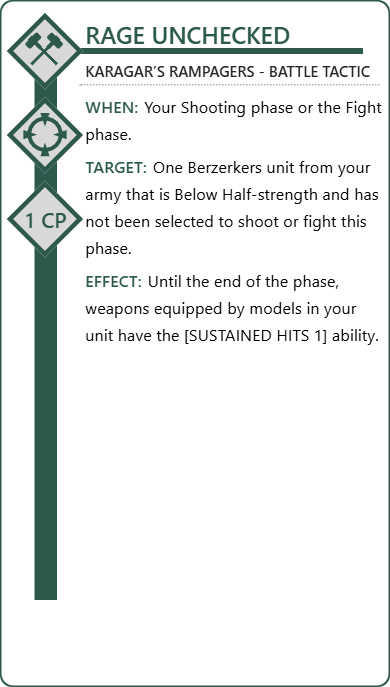 RAGE UNCHECKED
KARAGAR’S RAMPAGERS - BATTLE TACTIC
WHEN: Your Shooting phase or the Fight
phase.
TARGET: One Berzerkers unit from your
army that is Below Half-strength and has
not been selected to shoot or fight this
phase.
1 CP
EFFECT: Until the end of the phase,
weapons equipped by models in your
unit have the [SUSTAINED HITS 1] ability.